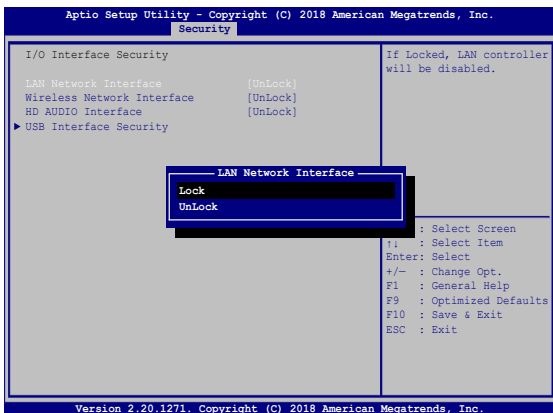 Aptio Setup Utility - Copyright (C) 2018 American Megatrends, Inc.
Security
I/O Interface Security
LAN Network Interface [UnLock]
Wireless Network Interface [UnLock]
HD AUDIO Interface [UnLock]
USB Interface Security
If Locked, LAN controller
will be disabled.
LAN Network Interface
Lock
UnLock
: Select Screen
↑↓ : Select Item
Enter: Select
+/— : Change Opt.
F1 : General Help
F9 : Optimized Defaults
F10 : Save & Exit
ESC : Exit
Version 2.20.1271. Copyright (C) 2018 American Megatrends, Inc.